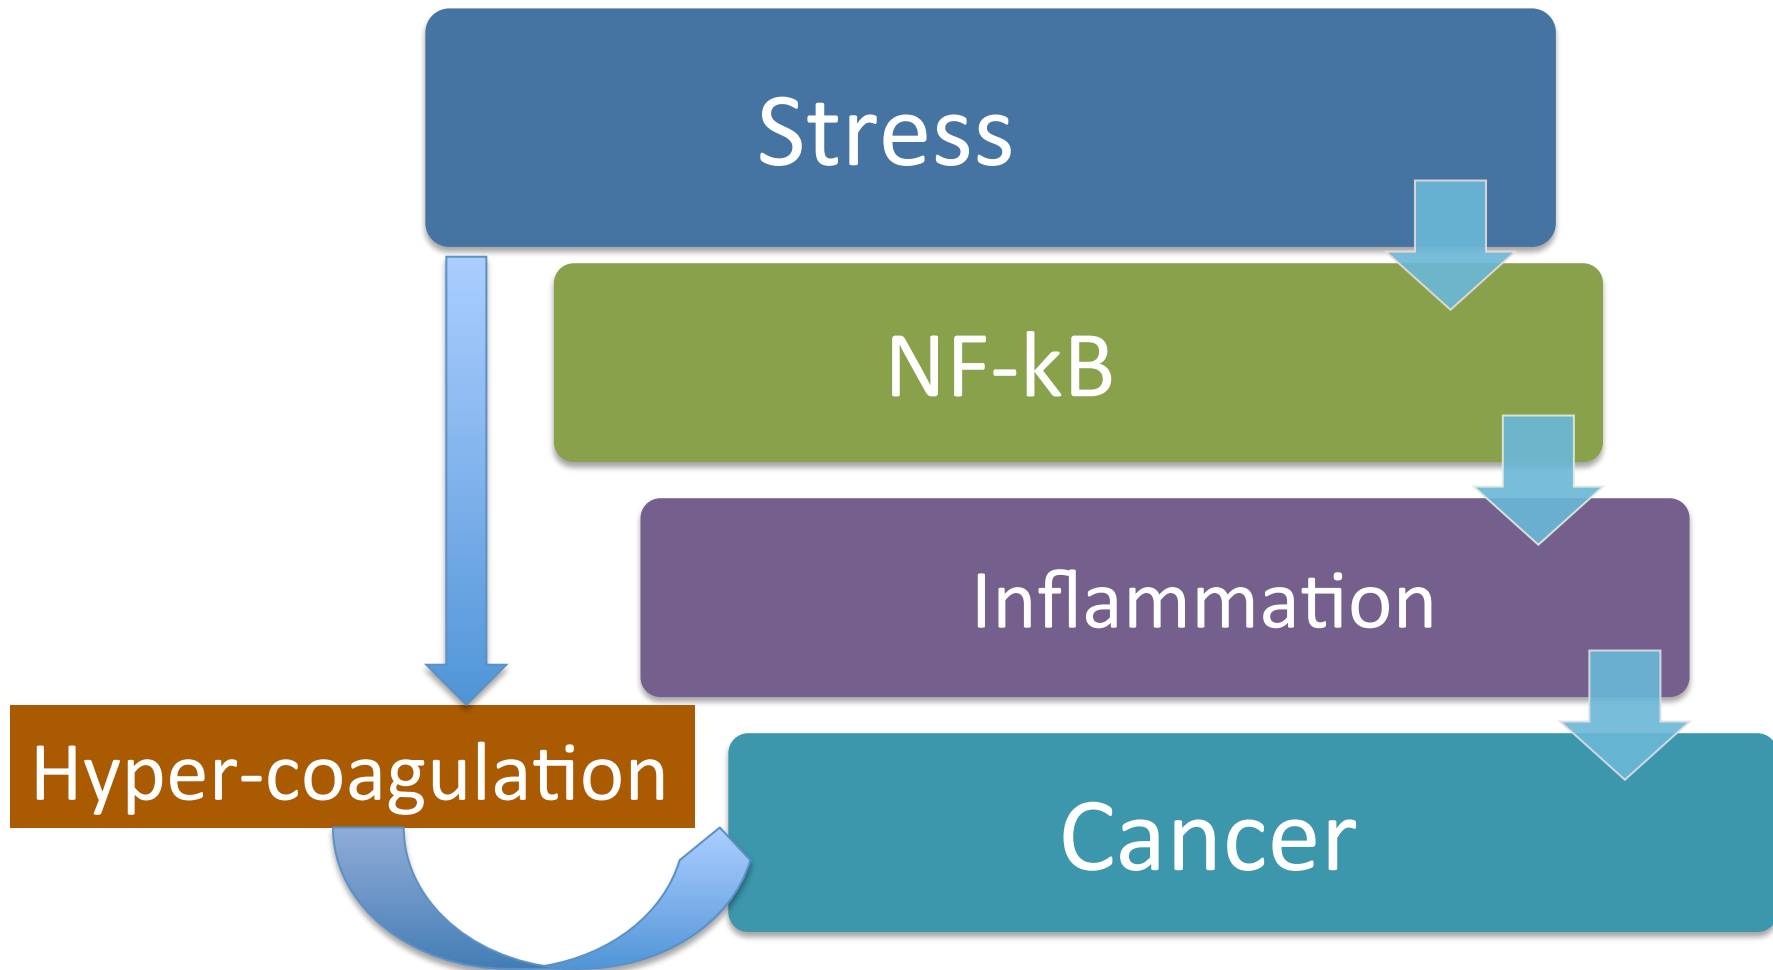 Stress
NF-kB
Inflammation
Hyper-coagulation
Cancer